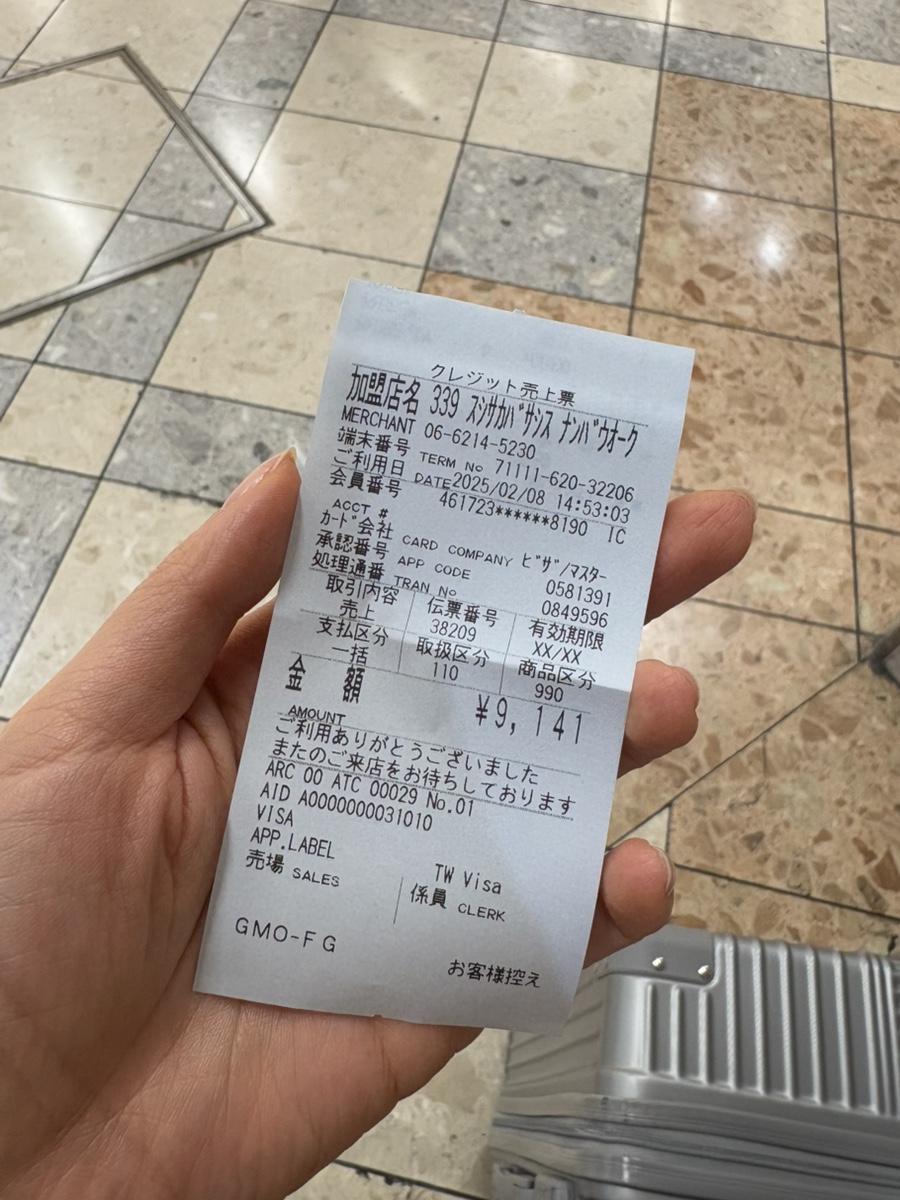 クレジット売上票
加盟店名 339 スシサカバ サシス ナンバウオーク
MERCHANT 06-6214-5230
端末番号 TERM No 71111-620-32206
ご利用日 DATE 2025/02/08 14:53:03
会員番号 461723******8190 IC
ACCT #
カード会社 CARD COMPANY ビザ/マスター
承認番号 APP CODE 0581391
処理通番 TRAN No 0849596
取引内容 伝票番号 有効期限
売上 38209 XX/XX
支払区分 取扱区分 商品区分
一括 110 990
金 額 ¥9,141
AMOUNT
ご利用ありがとうございました
またのご来店をお待ちしております
ARC 00 ATC 00029 No.01
AID A0000000031010
VISA
APP.LABEL TW Visa
売場 SALES 係員 CLERK
GMO-FG
お客様控え